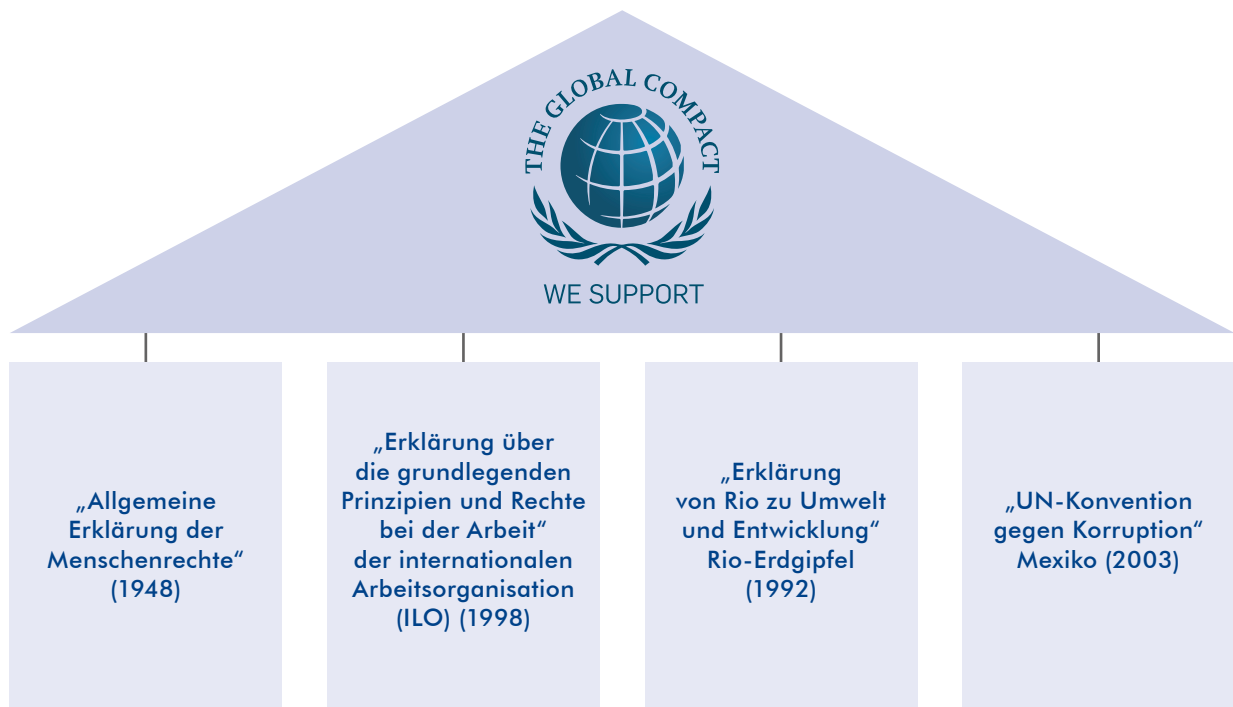 THE GLOBAL COMPACT
WE SUPPORT
„Allgemeine
Erklärung der
Menschenrechte“
(1948)
„Erklärung über
die grundlegenden
Prinzipien und Rechte
bei der Arbeit“
der internationalen
Arbeitsorganisation
(ILO) (1998)
„Erklärung
von Rio zu Umwelt
und Entwicklung“
Rio-Erdgipfel
(1992)
„UN-Konvention
gegen Korruption“
Mexiko (2003)